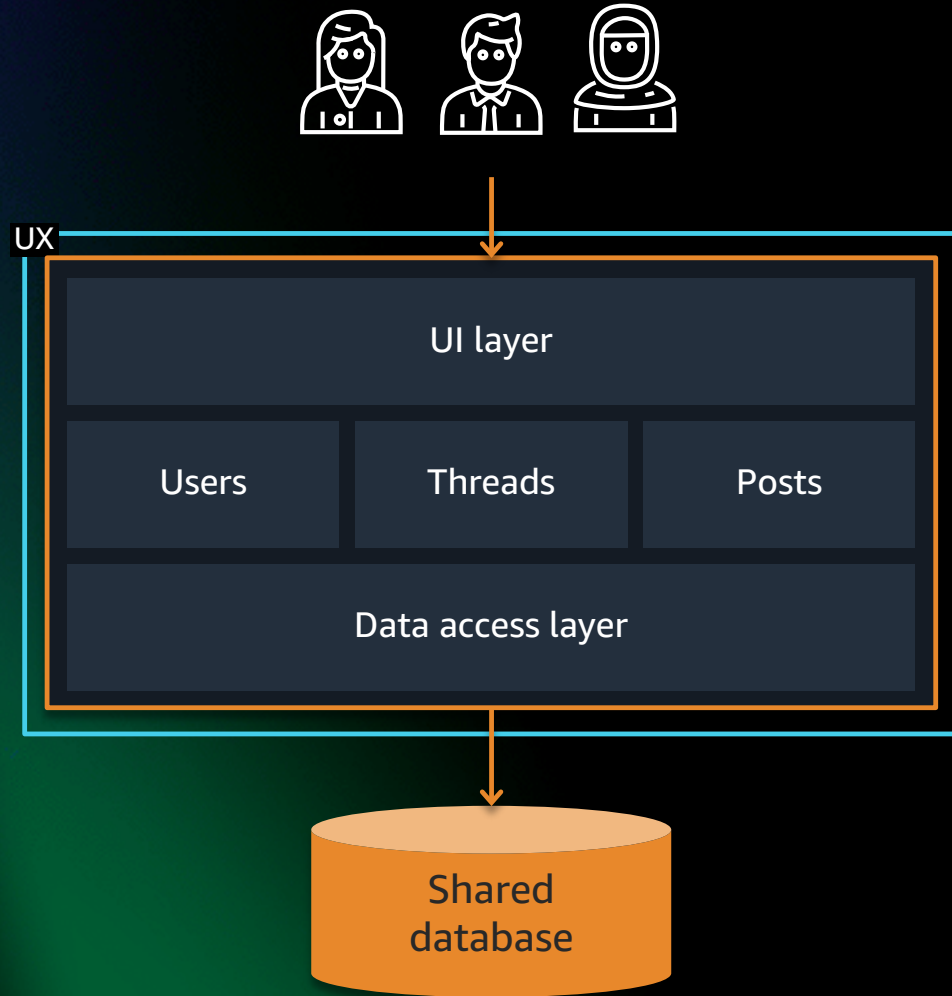 UX
UI layer
Users
Threads
Posts
Data access layer
Shared
database